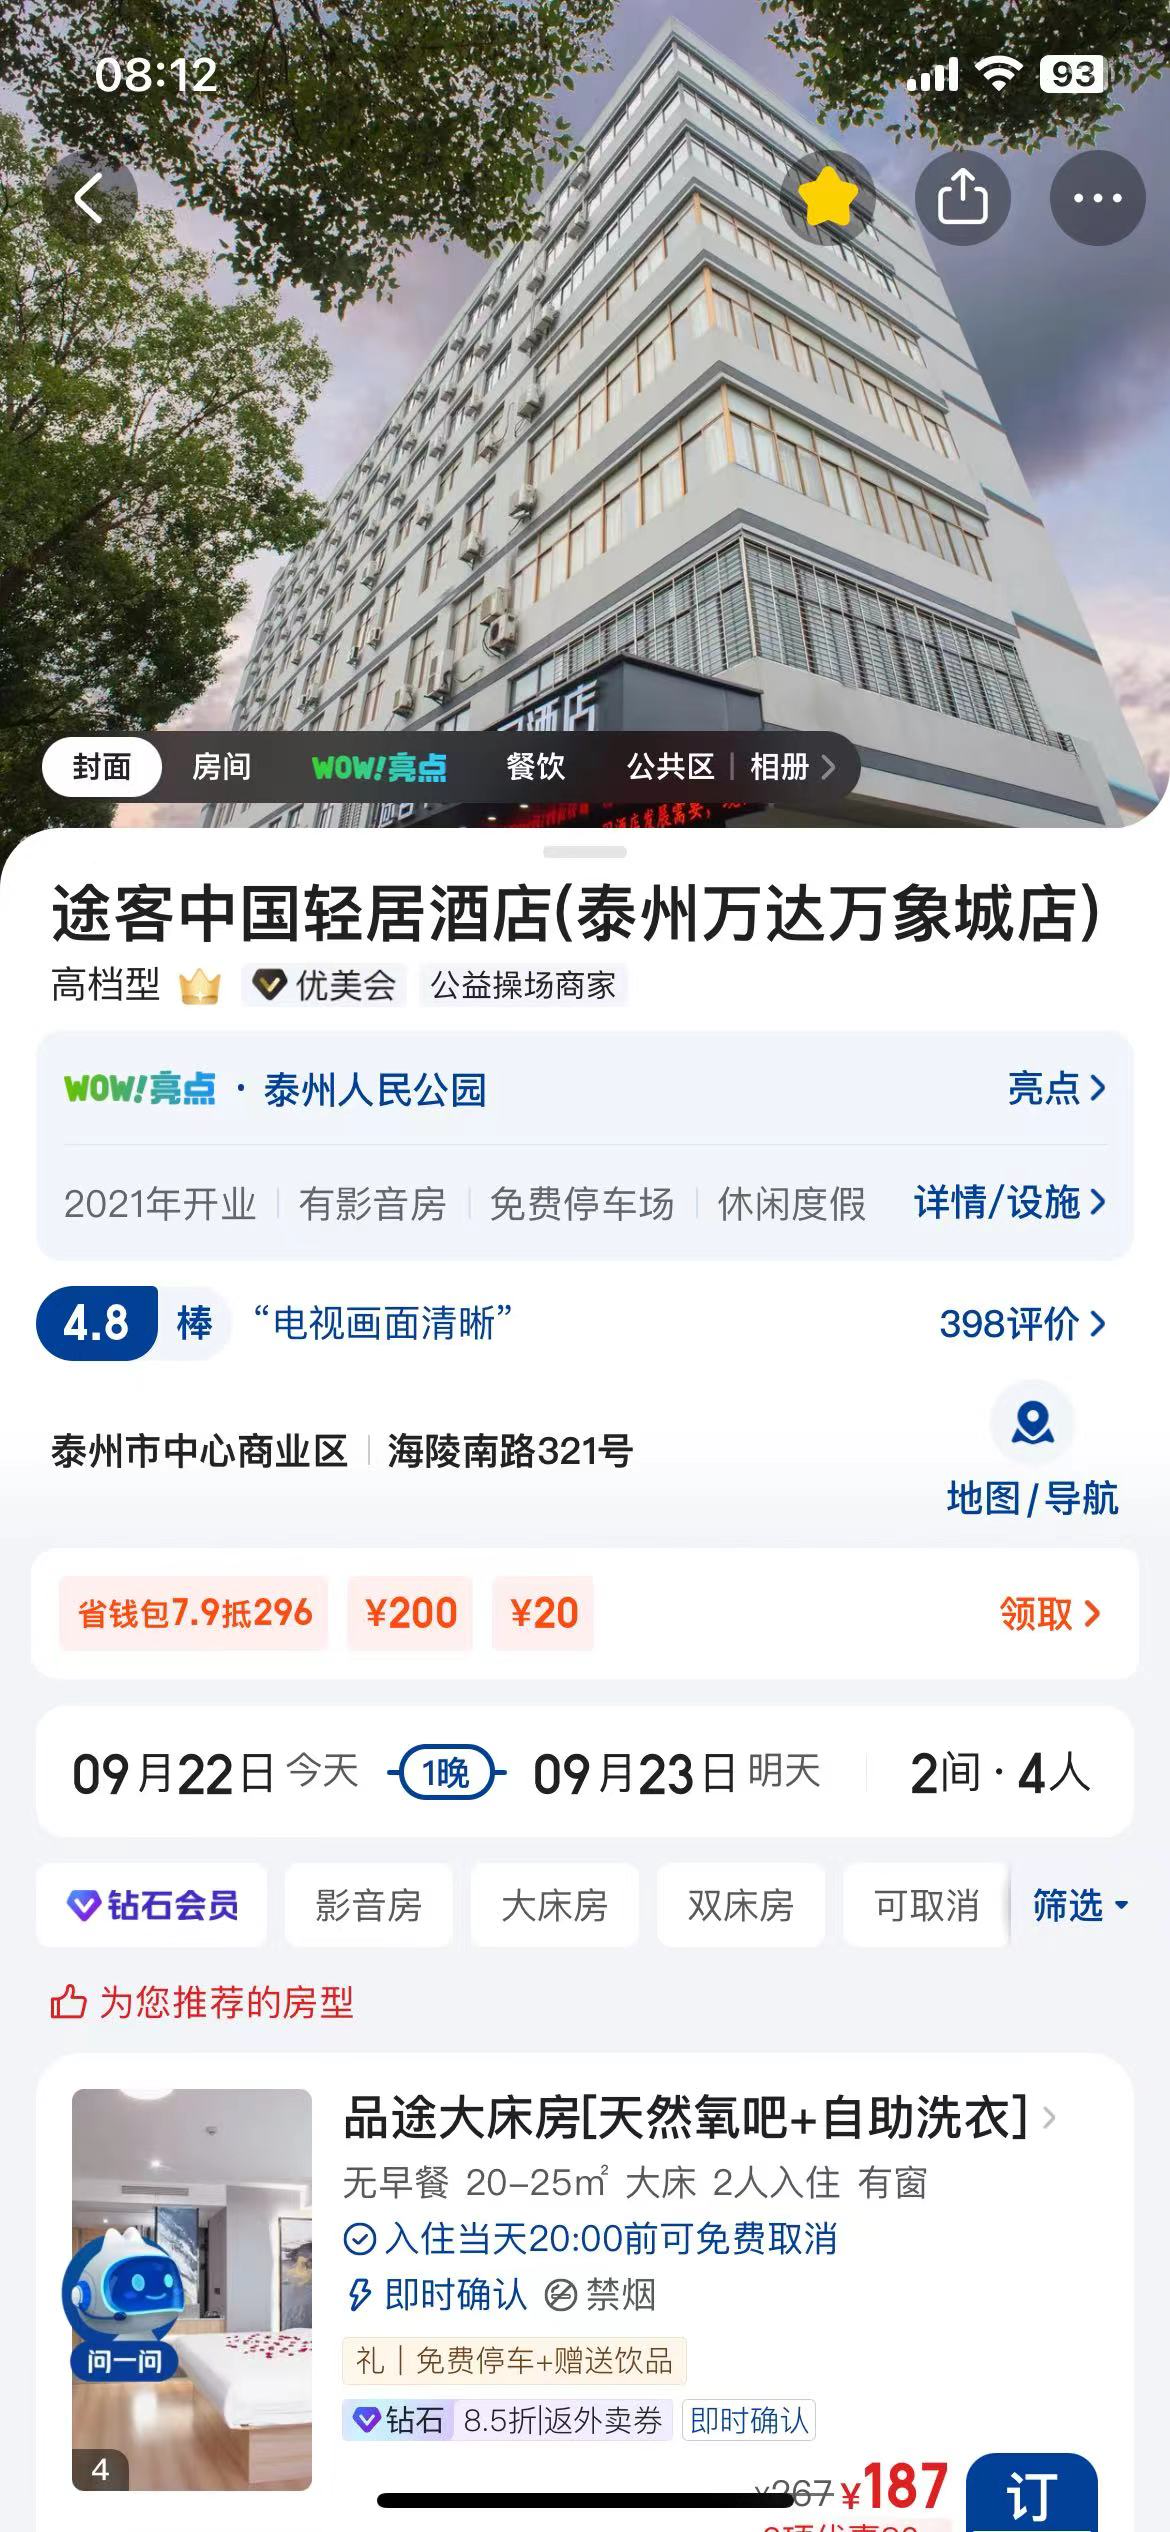 08:12
93
酒店
酒店发展需要,
封面 房间 WOW!亮点 餐饮 公共区 | 相册
途客中国轻居酒店(泰州万达万象城店)
高档型 优美会 公益操场商家
WOW!亮点 · 泰州人民公园 亮点
2021年开业 有影音房 免费停车场 休闲度假 详情/设施
4.8 棒 “电视画面清晰” 398评价
泰州市中心商业区 海陵南路321号
地图/导航
省钱包7.9抵296 ¥200 ¥20 领取
09月22日 今天 1晚 09月23日 明天 2间·4人
钻石会员 影音房 大床房 双床房 可取消 筛选
为您推荐的房型
品途大床房[天然氧吧+自助洗衣]
无早餐 20-25㎡ 大床 2人入住 有窗
入住当天20:00前可免费取消
即时确认 禁烟
问一问
礼 | 免费停车+赠送饮品
钻石 8.5折|返外卖券 即时确认
4
¥267 ¥187 订